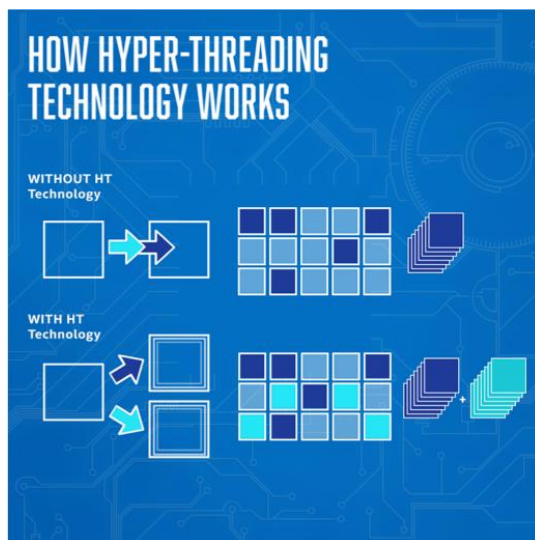 HOW HYPER-THREADING
TECHNOLOGY WORKS
WITHOUT HT
Technology
WITH HT
Technology
+